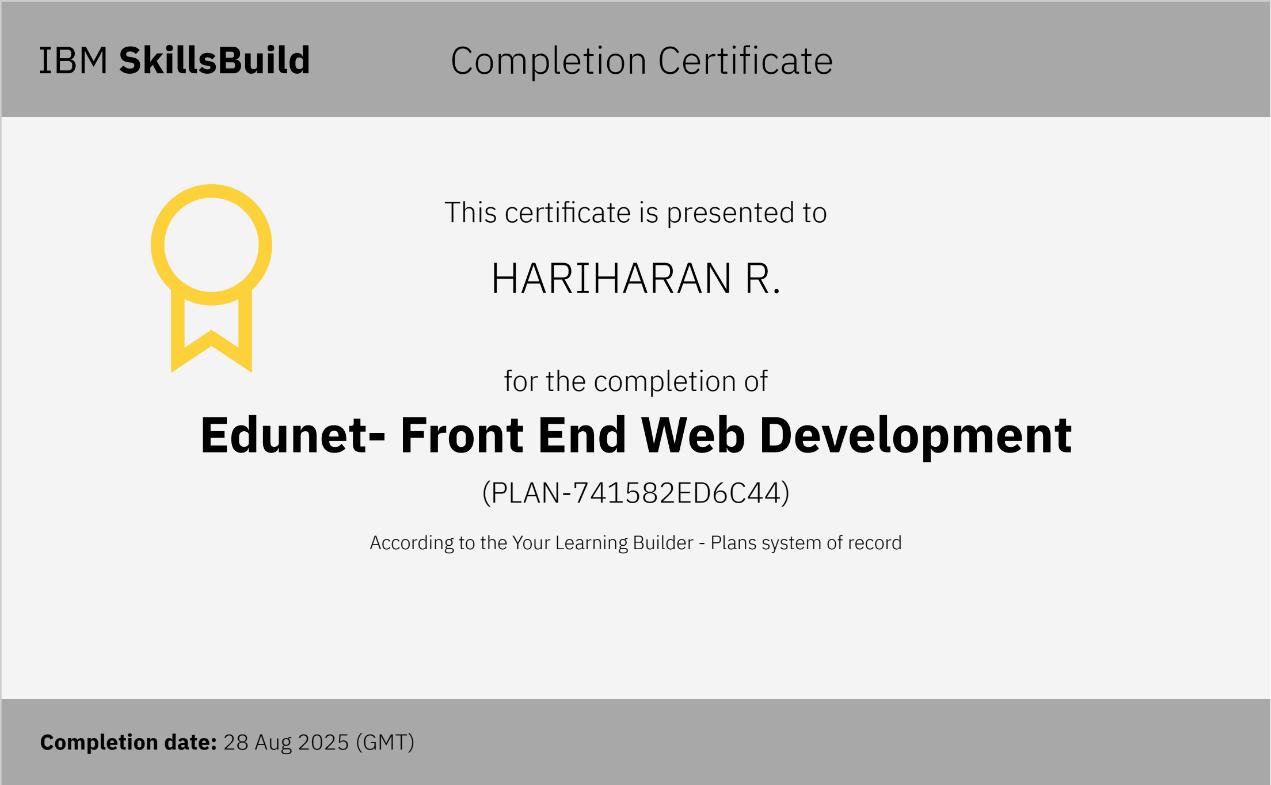 IBM SkillsBuild
Completion Certificate
This certificate is presented to
HARIHARAN R.
for the completion of
Edunet- Front End Web Development
(PLAN-741582ED6C44)
According to the Your Learning Builder - Plans system of record
Completion date: 28 Aug 2025 (GMT)